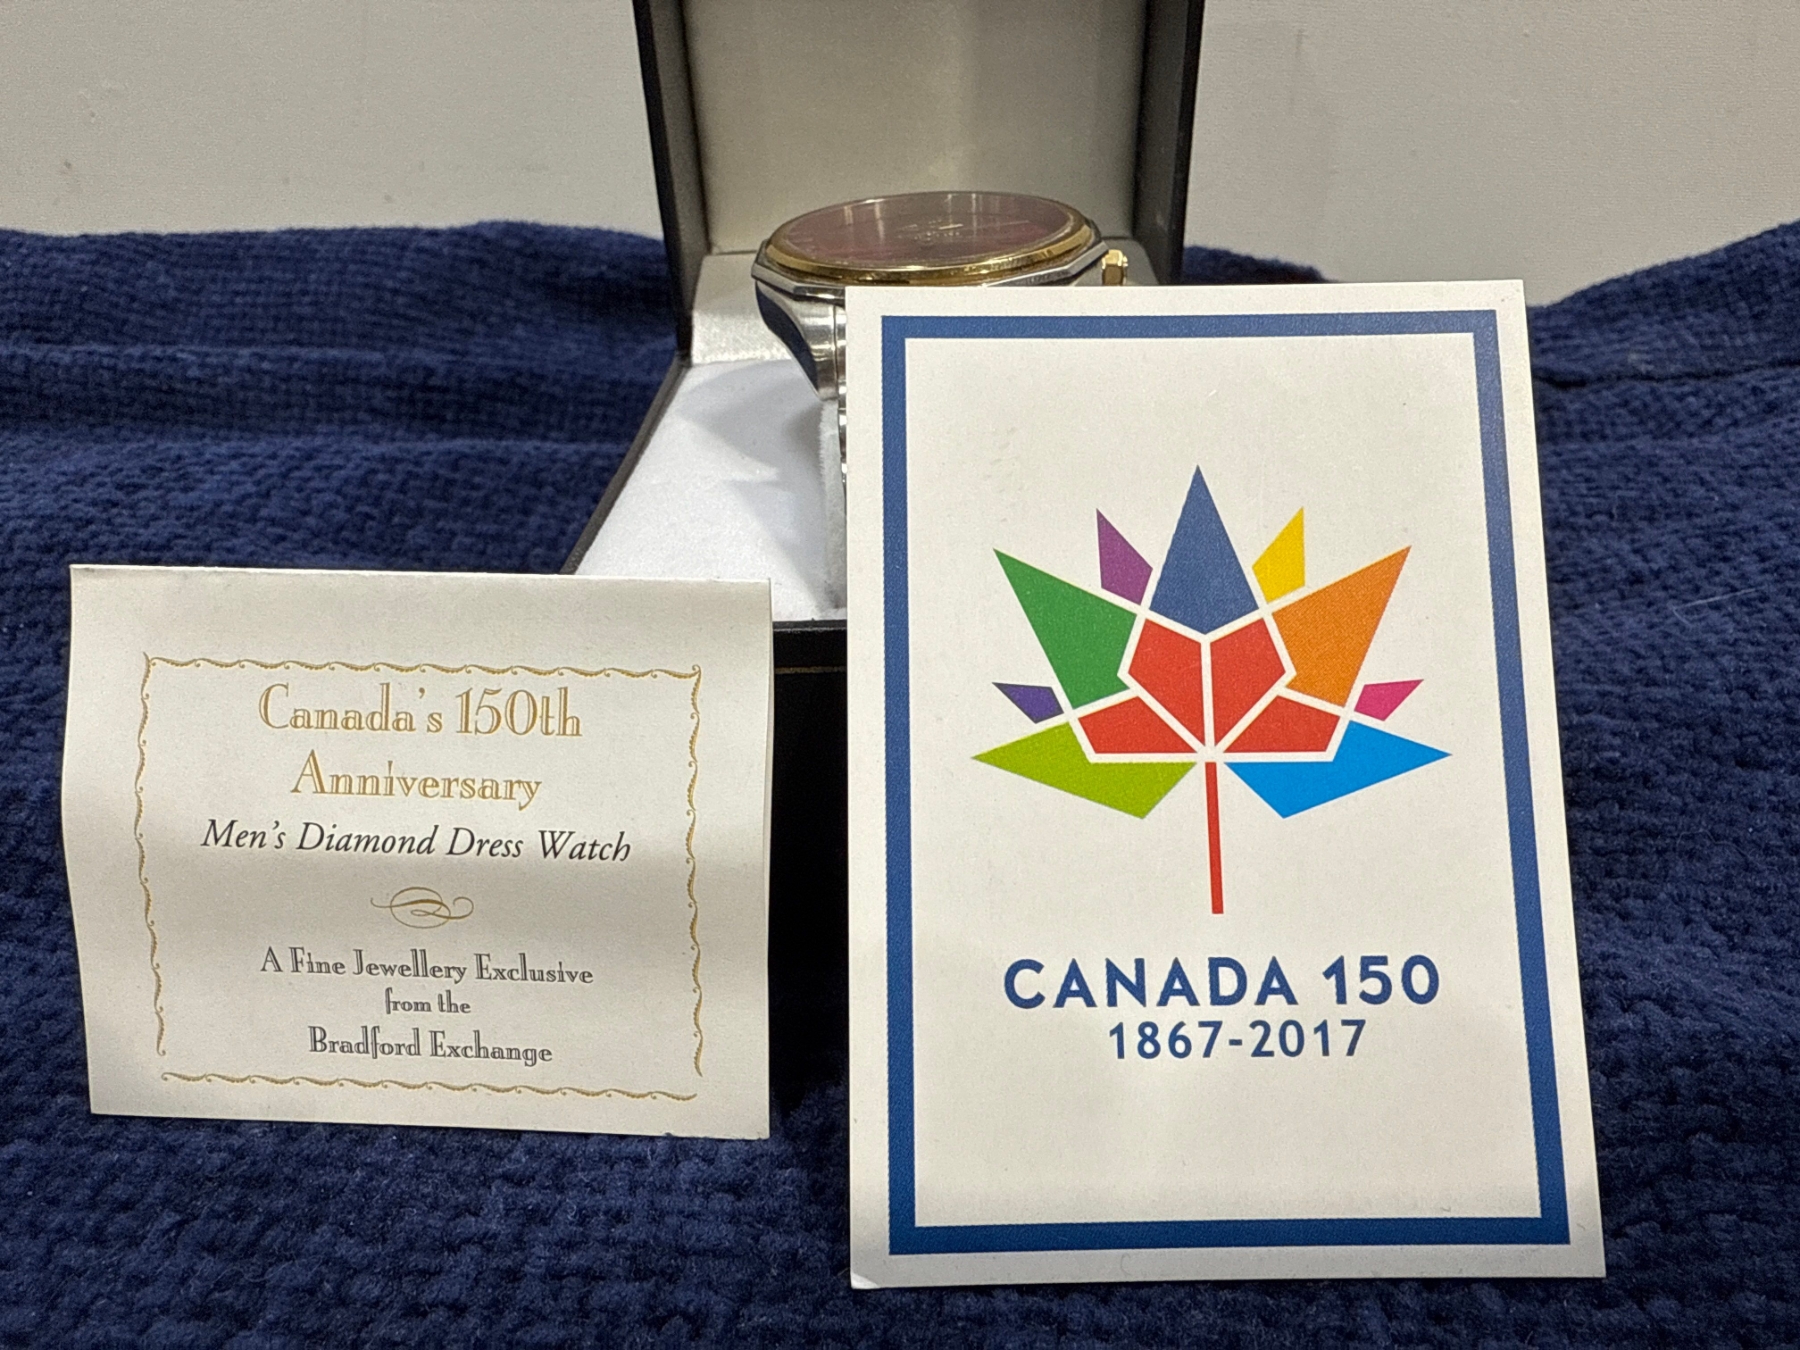 Canada's 150th
Anniversary
Men's Diamond Dress Watch
A Fine Jewellery Exclusive
from the
Bradford Exchange
CANADA 150
1867-2017